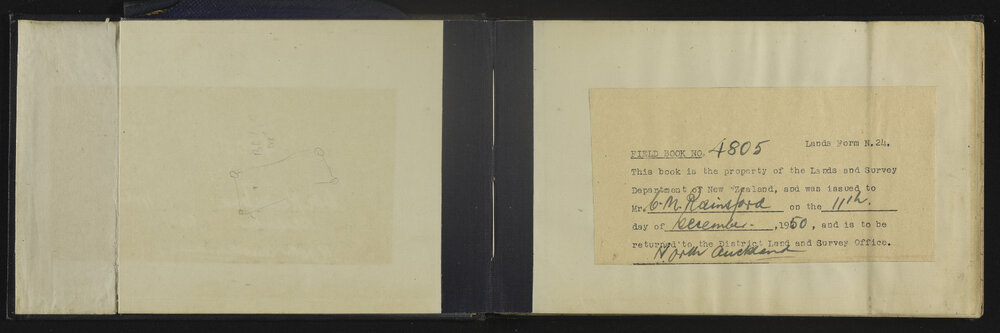 Lands Form N.24.
FIELD BOOK NO. 4805
This book is the property of the Lands and Survey
Department of New Zealand, and was issued to
Mr. C. N. Rainsford on the 11th.
day of December. ,1950, and is to be
returned to the District Land and Survey Office.
North Auckland